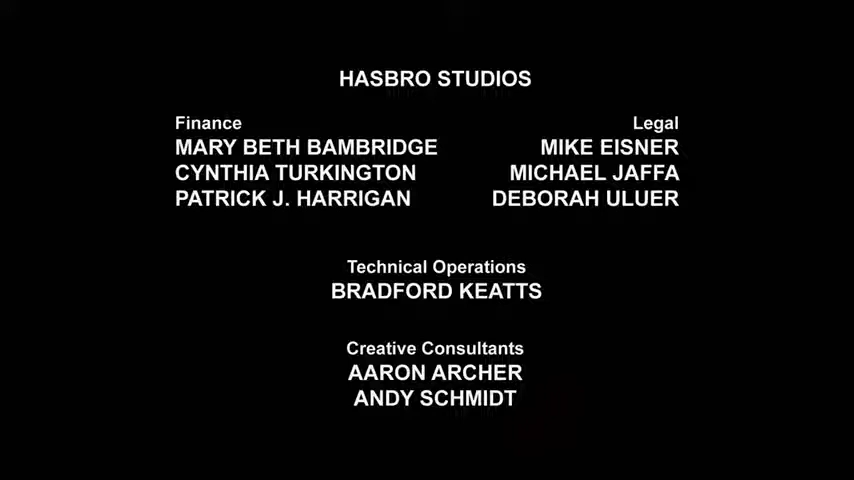 HASBRO STUDIOS
Finance
MARY BETH BAMBRIDGE
CYNTHIA TURKINGTON
PATRICK J. HARRIGAN
Legal
MIKE EISNER
MICHAEL JAFFA
DEBORAH ULUER
Technical Operations
BRADFORD KEATTS
Creative Consultants
AARON ARCHER
ANDY SCHMIDT